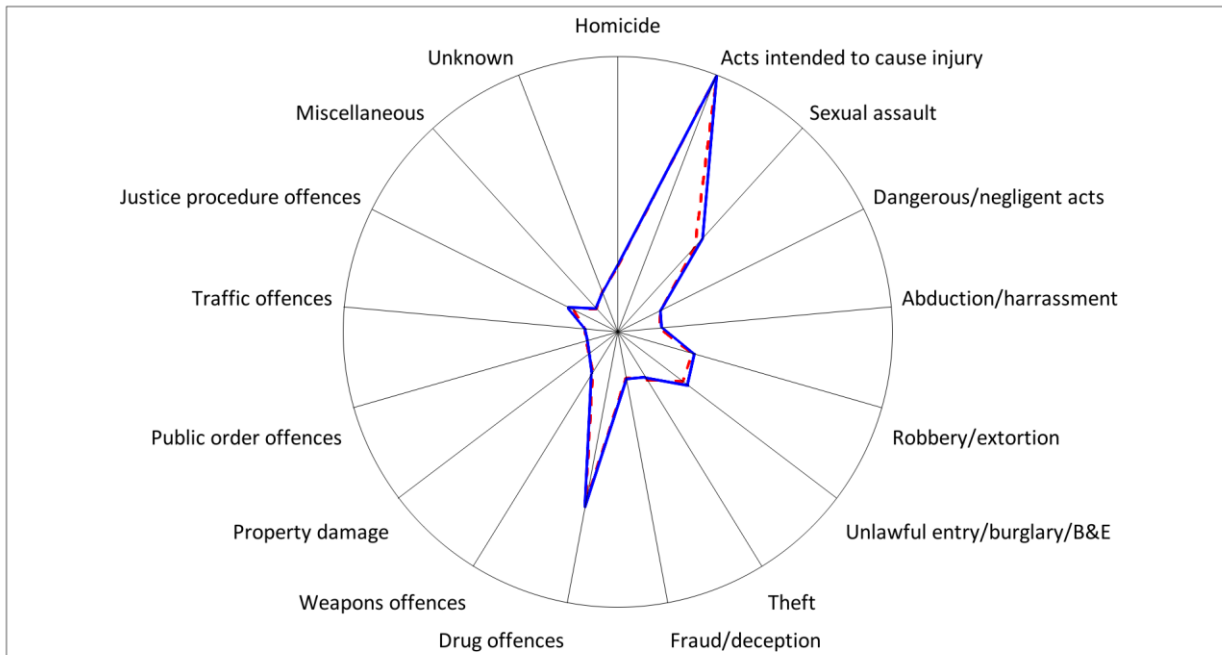 Homicide
Unknown
Acts intended to cause injury
Miscellaneous
Sexual assault
Justice procedure offences
Dangerous/negligent acts
Traffic offences
Abduction/harrassment
Public order offences
Robbery/extortion
Property damage
Unlawful entry/burglary/B&E
Weapons offences
Theft
Drug offences
Fraud/deception